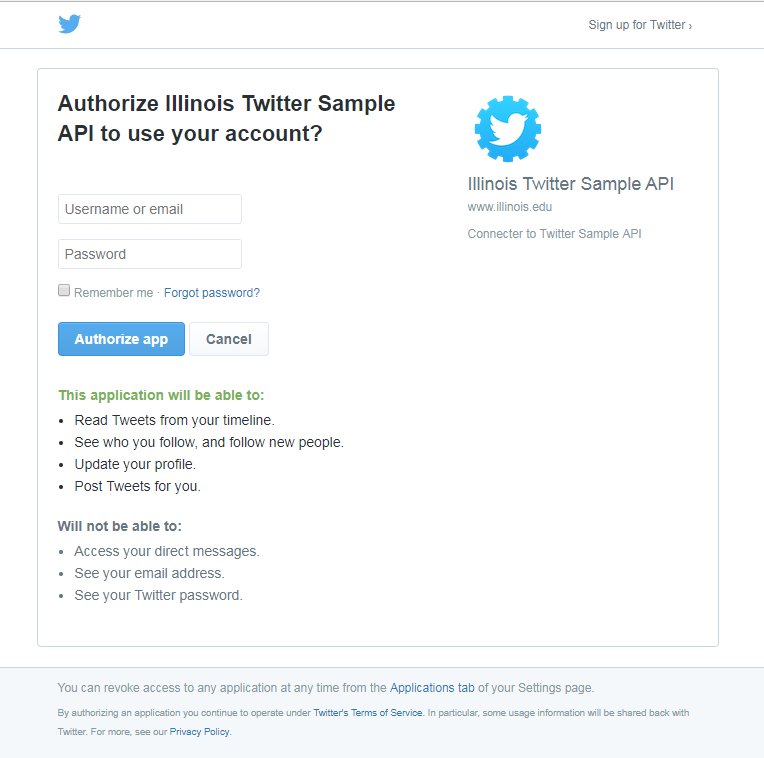 Sign up for Twitter ›
Authorize Illinois Twitter Sample
API to use your account?
Illinois Twitter Sample API
www.illinois.edu
Connecter to Twitter Sample API
Username or email
Password
Remember me · Forgot password?
Authorize app Cancel
This application will be able to:
• Read Tweets from your timeline.
• See who you follow, and follow new people.
• Update your profile.
• Post Tweets for you.
Will not be able to:
• Access your direct messages.
• See your email address.
• See your Twitter password.
You can revoke access to any application at any time from the Applications tab of your Settings page.
By authorizing an application you continue to operate under Twitter's Terms of Service. In particular, some usage information will be shared back with
Twitter. For more, see our Privacy Policy.